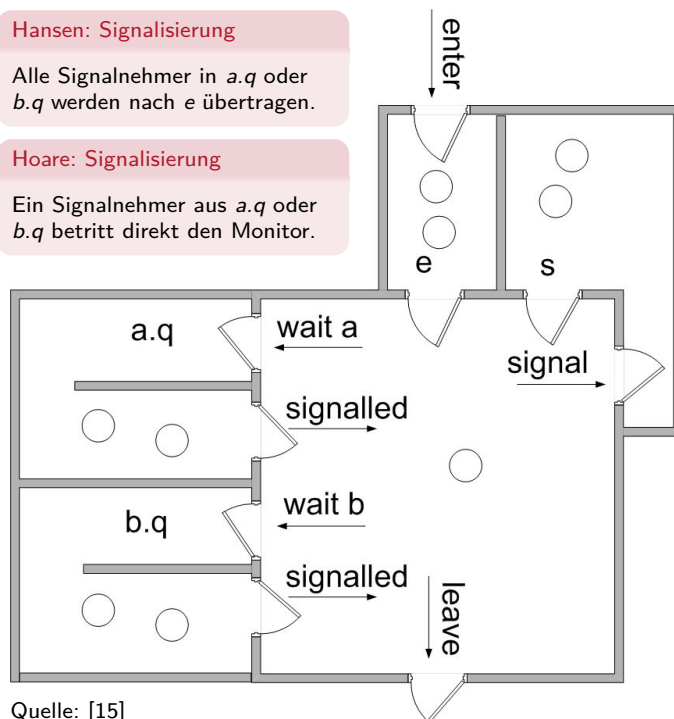 Hansen: Signalisierung
Alle Signalnehmer in a.q oder
b.q werden nach e übertragen.
Hoare: Signalisierung
Ein Signalnehmer aus a.q oder
b.q betritt direkt den Monitor.
enter
e
s
a.q
wait a
signal
signalled
b.q
wait b
signalled
leave
Quelle: [15]